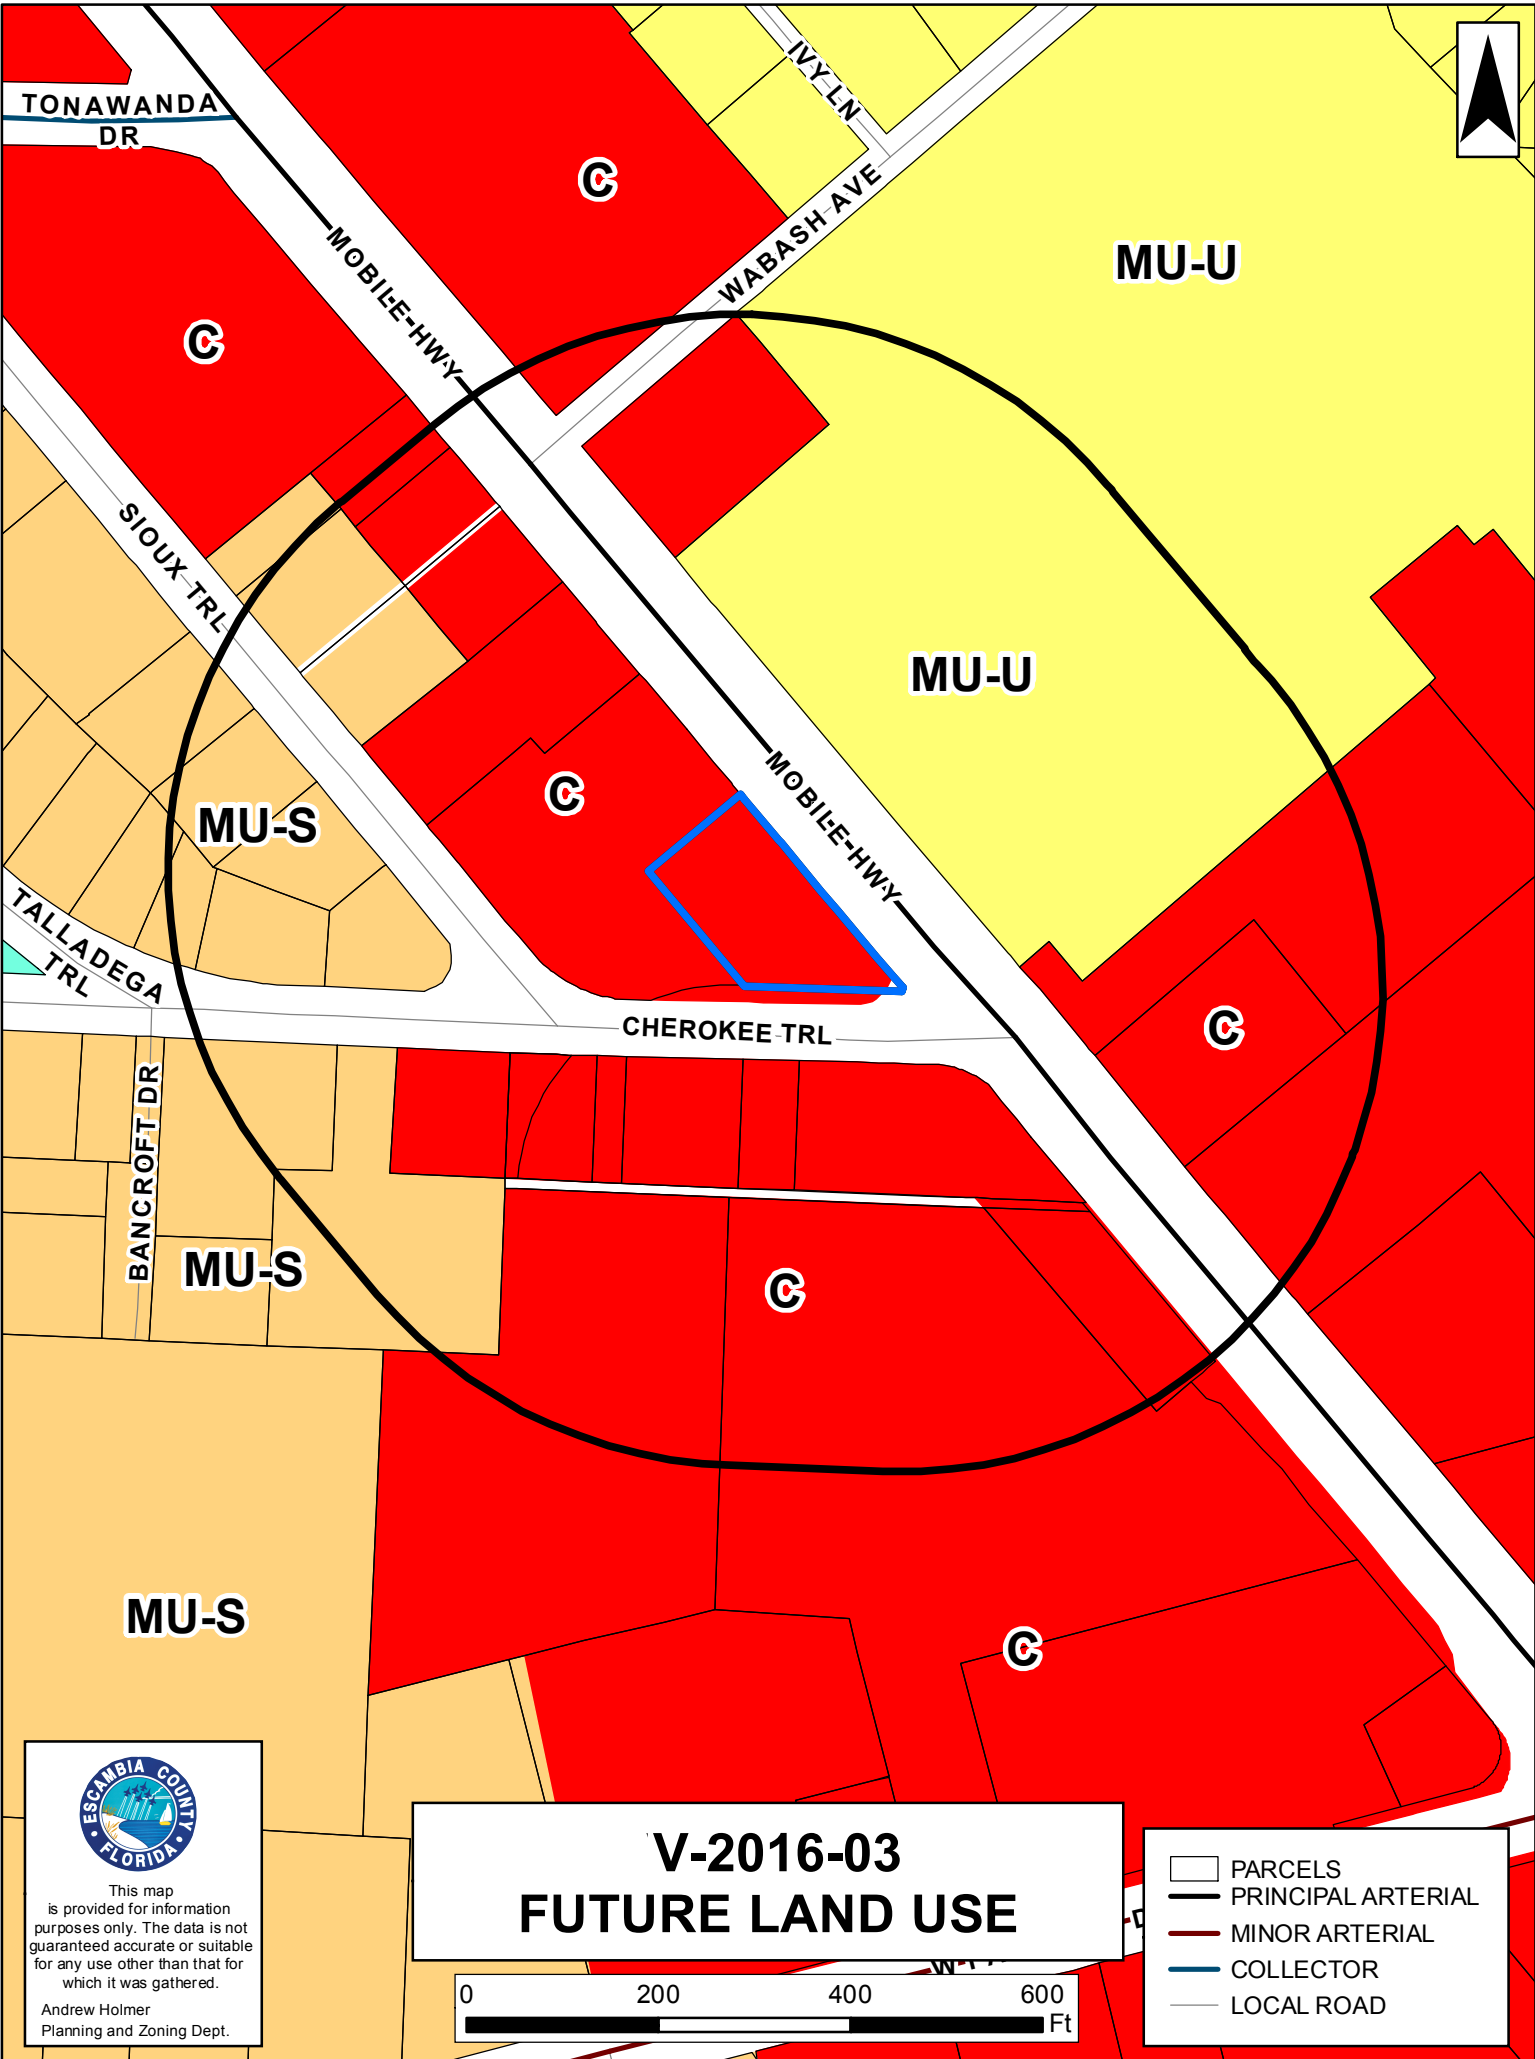 TONAWANDA
DR
IVY LN
C
WABASH AVE
MU-U
MOBILE HWY
C
SIOUX TRL
MU-U
MOBILE HWY
C
MU-S
TALLADEGA
TRL
C
CHEROKEE TRL
BANCROFT DR
MU-S
C
MU-S
C
ESCAMBIA COUNTY
FLORIDA
This map
is provided for information
purposes only. The data is not
guaranteed accurate or suitable
for any use other than that for
which it was gathered.
Andrew Holmer
Planning and Zoning Dept.
V-2016-03
FUTURE LAND USE
0 200 400 600
Ft
PARCELS
PRINCIPAL ARTERIAL
MINOR ARTERIAL
COLLECTOR
LOCAL ROAD